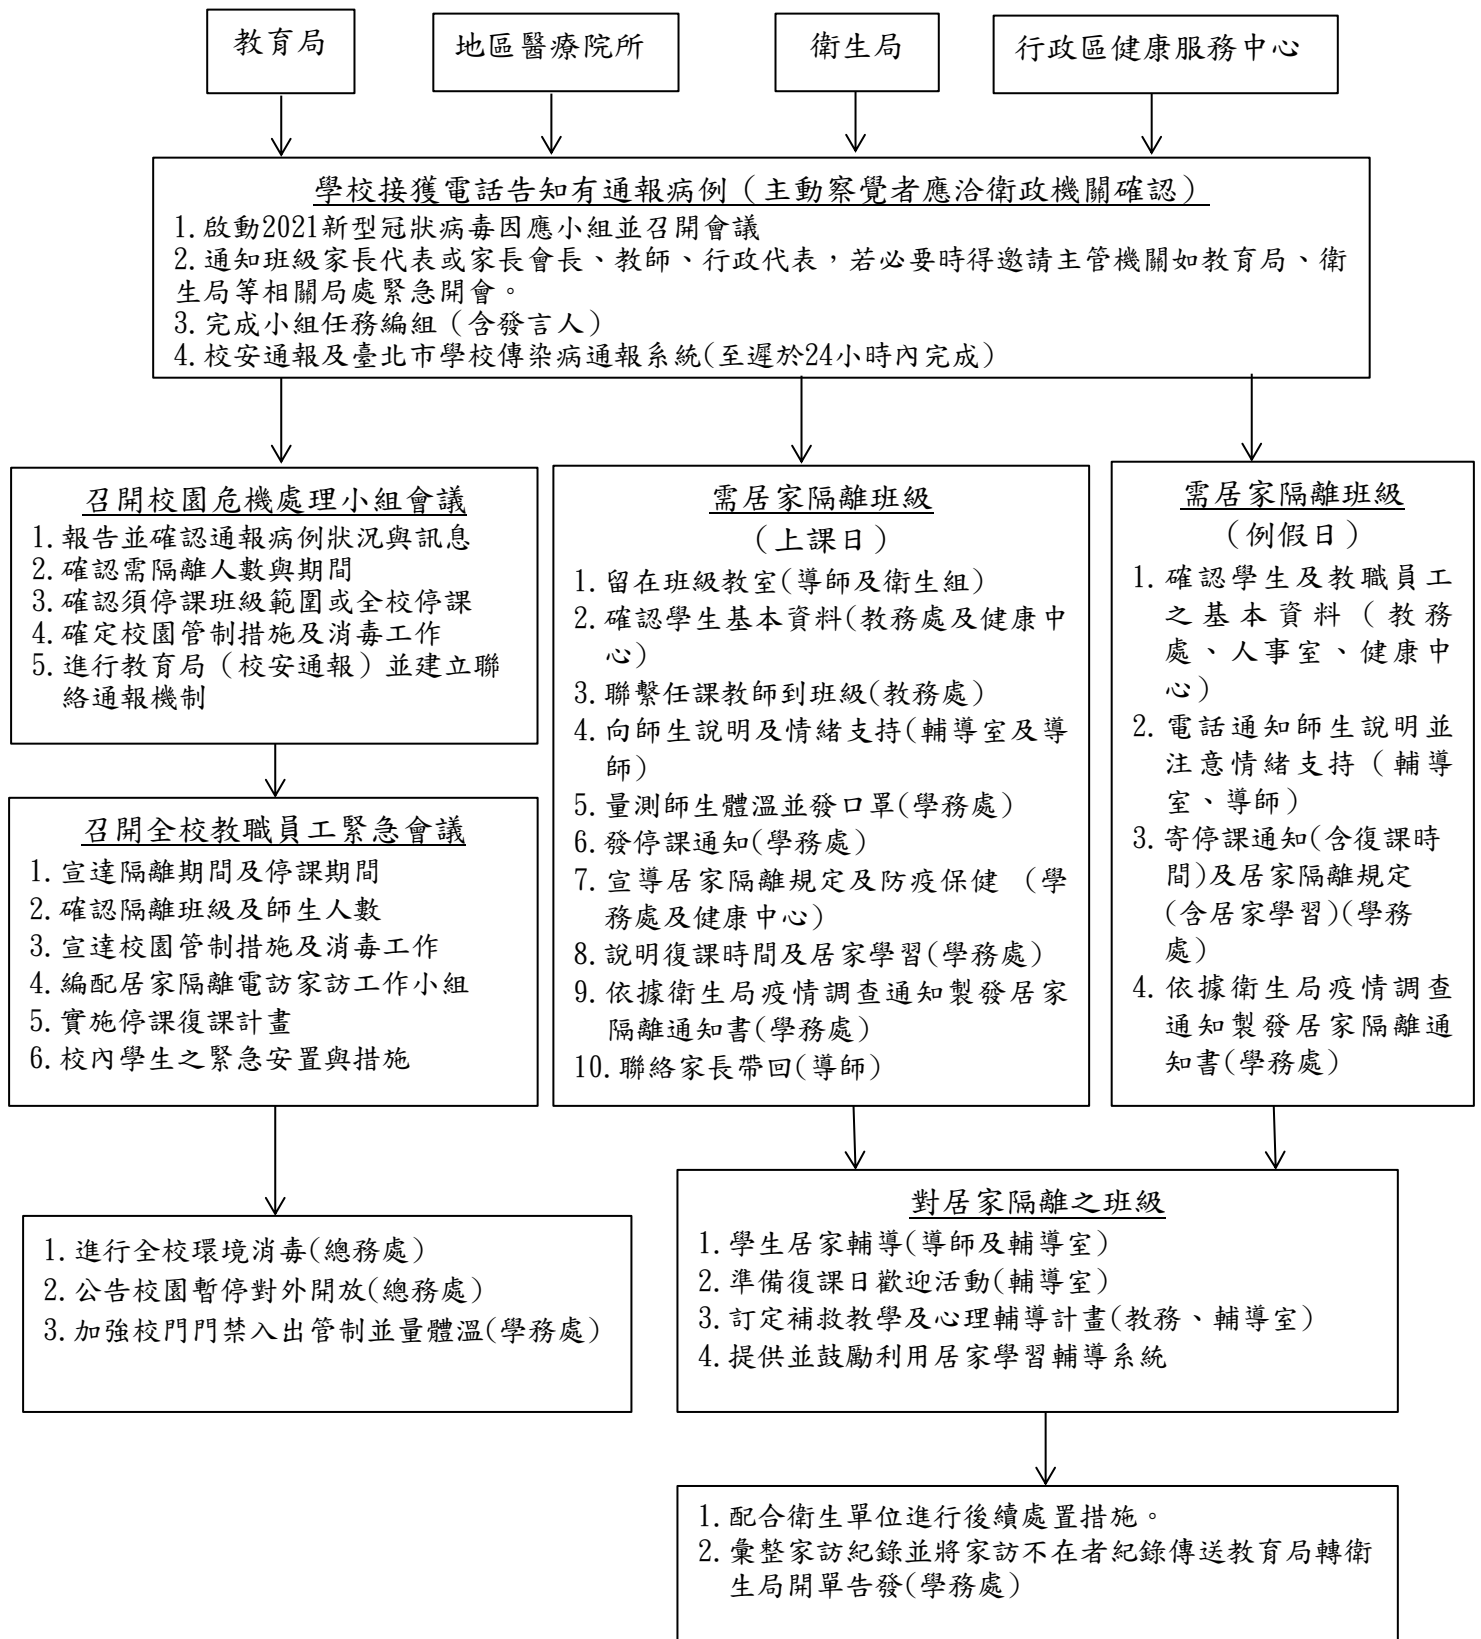 教育局
地區醫療院所
衛生局
行政區健康服務中心
學校接獲電話告知有通報病例（主動察覺者應洽衛政機關確認）
1.啟動2021新型冠狀病毒因應小組並召開會議
2.通知班級家長代表或家長會長、教師、行政代表，若必要時得邀請主管機關如教育局、衛
生局等相關局處緊急開會。
3.完成小組任務編組（含發言人）
4.校安通報及臺北市學校傳染病通報系統(至遲於24小時內完成)
召開校園危機處理小組會議
1.報告並確認通報病例狀況與訊息
2.確認需隔離人數與期間
3.確認須停課班級範圍或全校停課
4.確定校園管制措施及消毒工作
5.進行教育局（校安通報）並建立聯
絡通報機制
召開全校教職員工緊急會議
1.宣達隔離期間及停課期間
2.確認隔離班級及師生人數
3.宣達校園管制措施及消毒工作
4.編配居家隔離電訪家訪工作小組
5.實施停課復課計畫
6.校內學生之緊急安置與措施
1.進行全校環境消毒(總務處)
2.公告校園暫停對外開放(總務處)
3.加強校門門禁入出管制並量體溫(學務處)
需居家隔離班級
（上課日）
1.留在班級教室(導師及衛生組)
2.確認學生基本資料(教務處及健康中
心)
3.聯繫任課教師到班級(教務處)
4.向師生說明及情緒支持(輔導室及導
師)
5.量測師生體溫並發口罩(學務處)
6.發停課通知(學務處)
7.宣導居家隔離規定及防疫保健 (學
務處及健康中心)
8.說明復課時間及居家學習(學務處)
9.依據衛生局疫情調查通知製發居家
隔離通知書(學務處)
10.聯絡家長帶回(導師)
需居家隔離班級
（例假日）
1.確認學生及教職員工
之基本資料（教務
處、人事室、健康中
心）
2.電話通知師生說明並
注意情緒支持（輔導
室、導師）
3.寄停課通知(含復課時
間)及居家隔離規定
(含居家學習)(學務
處)
4.依據衛生局疫情調查
通知製發居家隔離通
知書(學務處)
對居家隔離之班級
1.學生居家輔導(導師及輔導室)
2.準備復課日歡迎活動(輔導室)
3.訂定補救教學及心理輔導計畫(教務、輔導室)
4.提供並鼓勵利用居家學習輔導系統
1.配合衛生單位進行後續處置措施。
2.彙整家訪紀錄並將家訪不在者紀錄傳送教育局轉衛
生局開單告發(學務處)